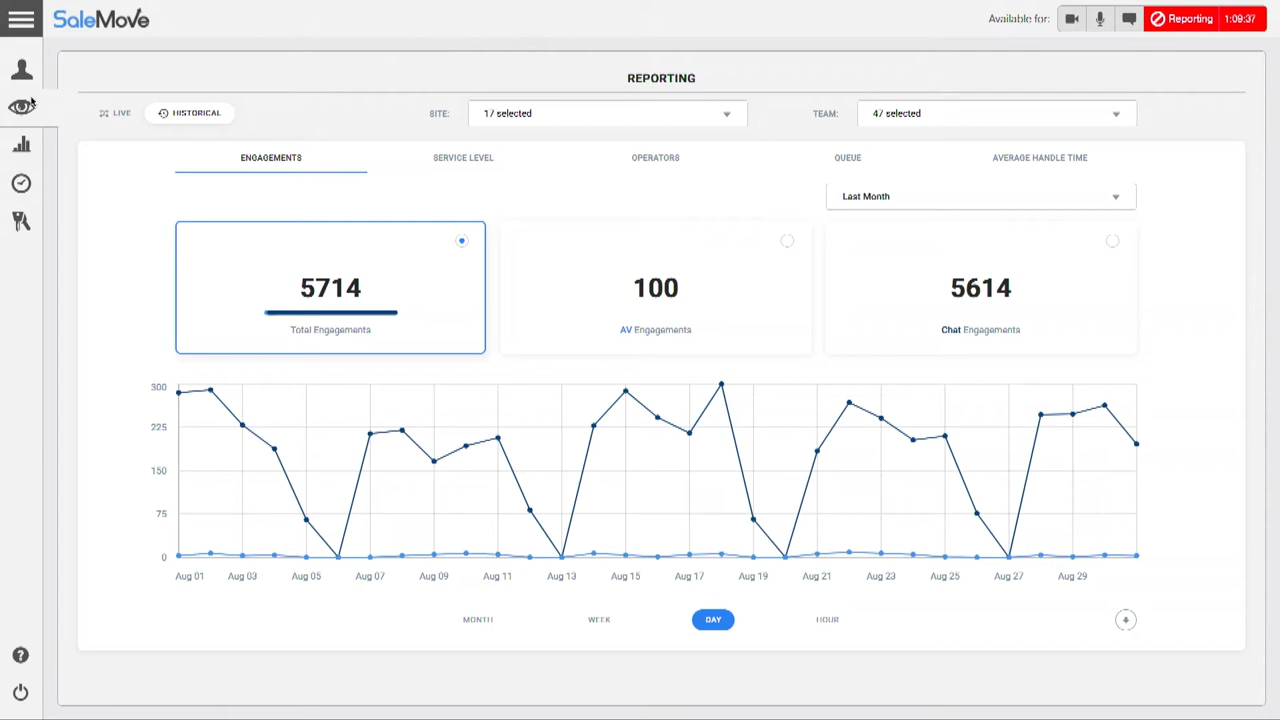 SaleMove
Available for:
Reporting 1:09:37
REPORTING
LIVE
HISTORICAL
SITE:
17 selected
TEAM:
47 selected
ENGAGEMENTS
SERVICE LEVEL
OPERATORS
QUEUE
AVERAGE HANDLE TIME
Last Month
5714
Total Engagements
100
AV Engagements
5614
Chat Engagements
300
225
150
75
0
Aug 01
Aug 03
Aug 05
Aug 07
Aug 09
Aug 11
Aug 13
Aug 15
Aug 17
Aug 19
Aug 21
Aug 23
Aug 25
Aug 27
Aug 29
MONTH
WEEK
DAY
HOUR
?